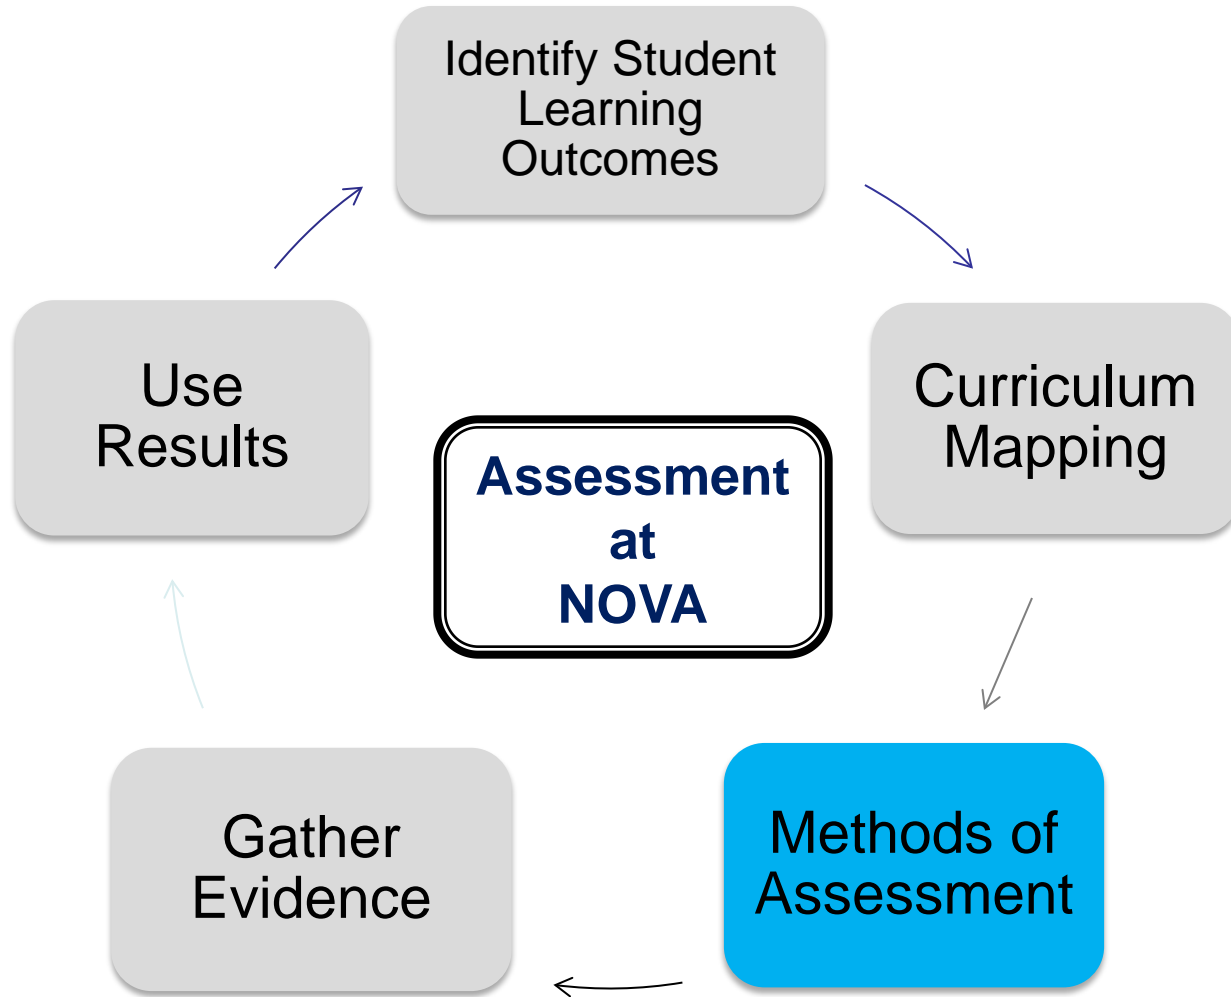 Identify Student
Learning
Outcomes
Use
Results
Curriculum
Mapping
Assessment
at
NOVA
Gather
Evidence
Methods of
Assessment